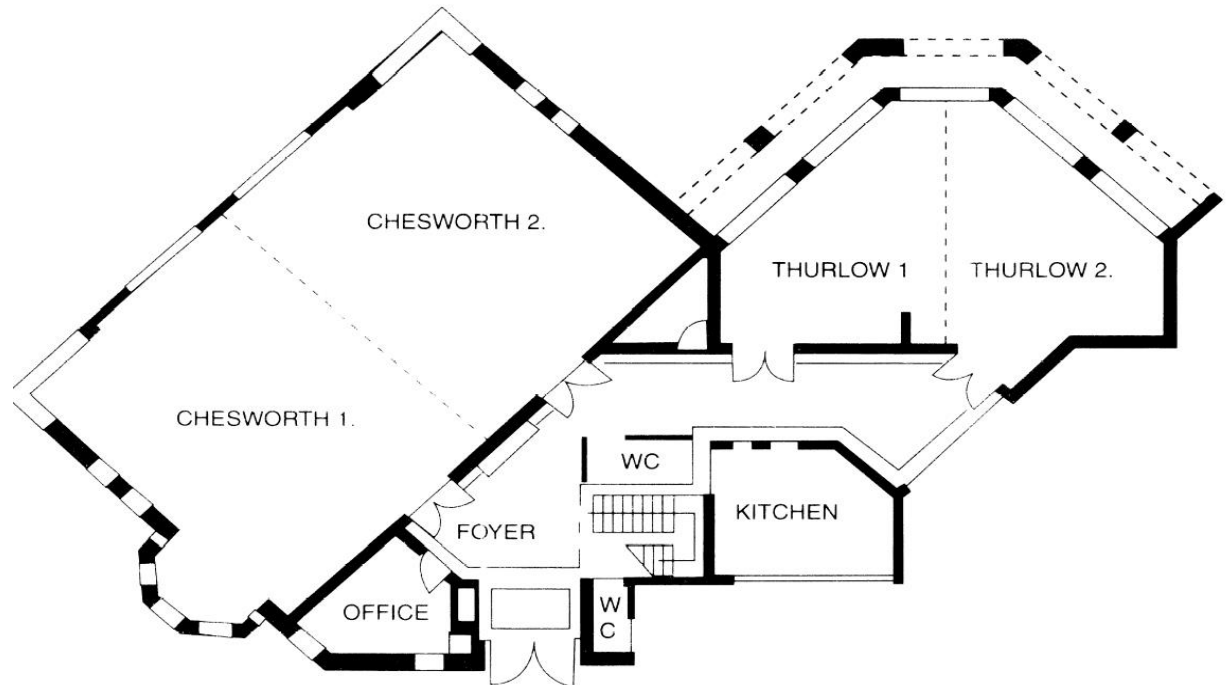 CHESWORTH 2.
THURLOW 1
THURLOW 2.
CHESWORTH 1.
WC
KITCHEN
FOYER
OFFICE
W
C